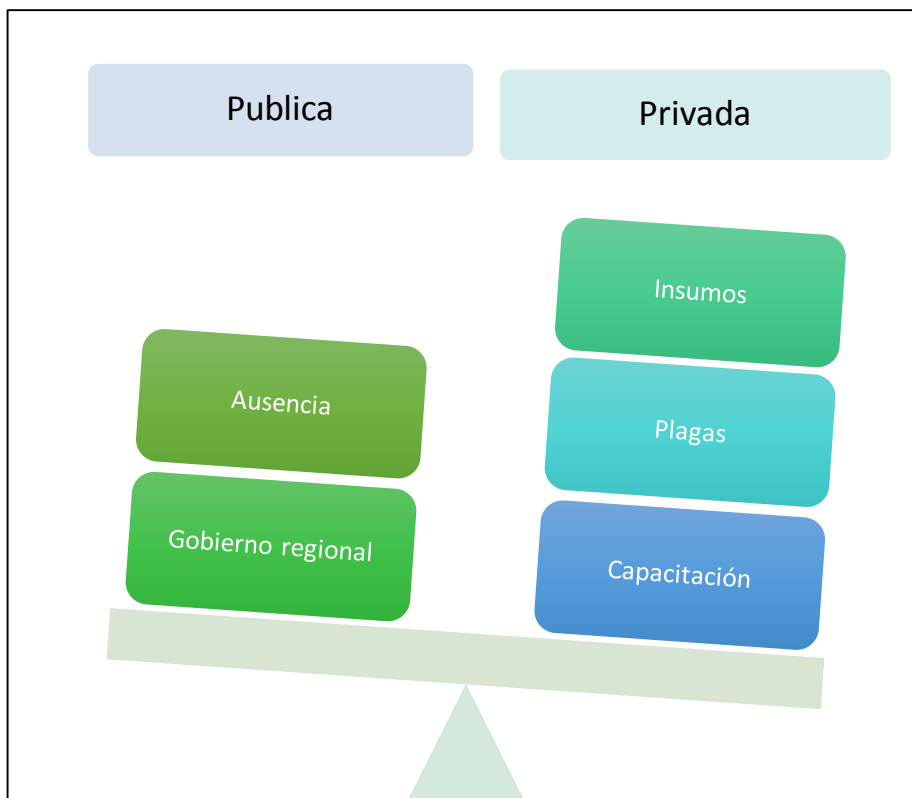 Publica
Privada
Insumos
Ausencia
Plagas
Gobierno regional
Capacitación